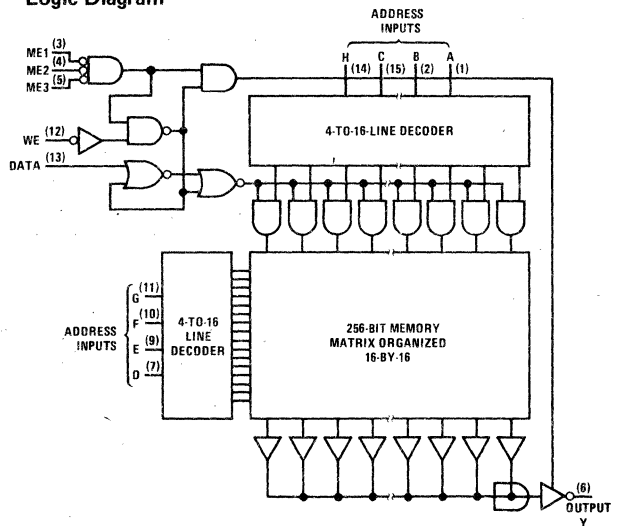 Logic Diagram
ADDRESS
INPUTS
H C B A
(14) (15) (2) (1)
ME1 (3)
ME2 (4)
ME3 (5)
WE (12)
DATA (13)
4-TO-16-LINE DECODER
G (11)
F (10)
E (9)
D (7)
ADDRESS
INPUTS
4-TO-16
LINE
DECODER
256-BIT MEMORY
MATRIX ORGANIZED
16-BY-16
(6)
OUTPUT
Y